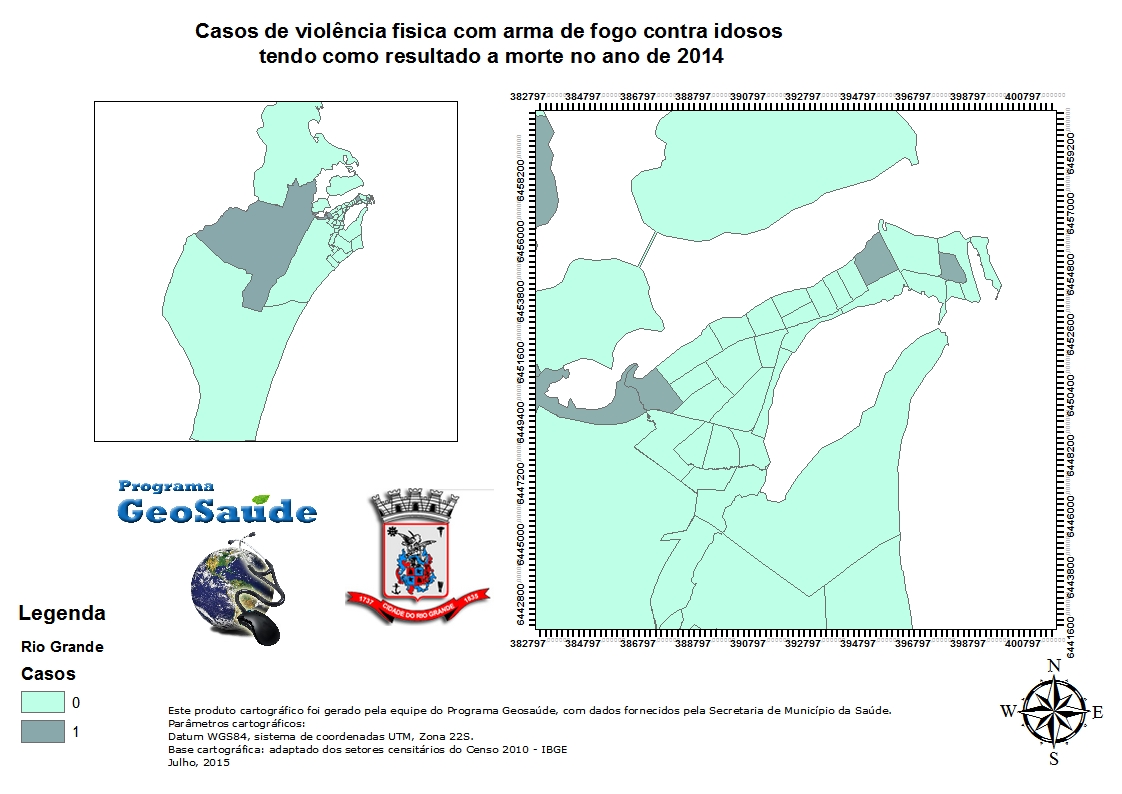 Casos de violência fisica com arma de fogo contra idosos
tendo como resultado a morte no ano de 2014
382797 384797 386797 388797 390797 392797 394797 396797 398797 400797
6458200
6456000
6453800
6451600
6449400
6447200
6445000
6442800
6459200
6457000
6454800
6452600
6450400
6448200
6446000
6443800
6441600
382797 384797 386797 388797 390797 392797 394797 396797 398797 400797
Programa
GeoSaúde
1737 CIDADE DO RIO GRANDE 1835
Legenda
Rio Grande
Casos
0
1
Este produto cartográfico foi gerado pela equipe do Programa Geosaúde, com dados fornecidos pela Secretaria de Município da Saúde.
Parâmetros cartográficos:
Datum WGS84, sistema de coordenadas UTM, Zona 22S.
Base cartográfica: adaptado dos setores censitários do Censo 2010 - IBGE
Julho, 2015
N
W E
S